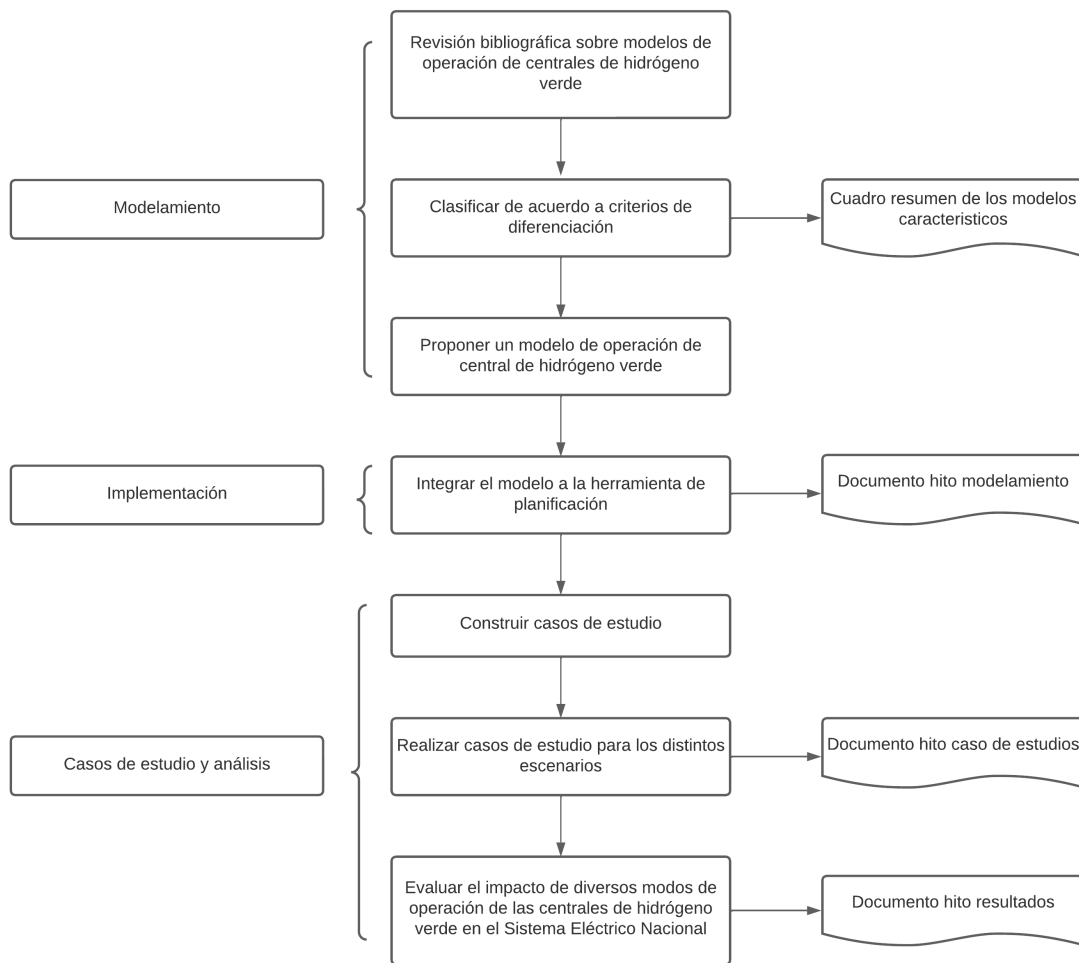 Revisión bibliográfica sobre modelos de
operación de centrales de hidrógeno
verde
Modelamiento
Clasificar de acuerdo a criterios de
diferenciación
Cuadro resumen de los modelos
caracteristicos
Proponer un modelo de operación de
central de hidrógeno verde
Implementación
Integrar el modelo a la herramienta de
planificación
Documento hito modelamiento
Construir casos de estudio
Casos de estudio y análisis
Realizar casos de estudio para los distintos
escenarios
Documento hito caso de estudios
Evaluar el impacto de diversos modos de
operación de las centrales de hidrógeno
verde en el Sistema Eléctrico Nacional
Documento hito resultados